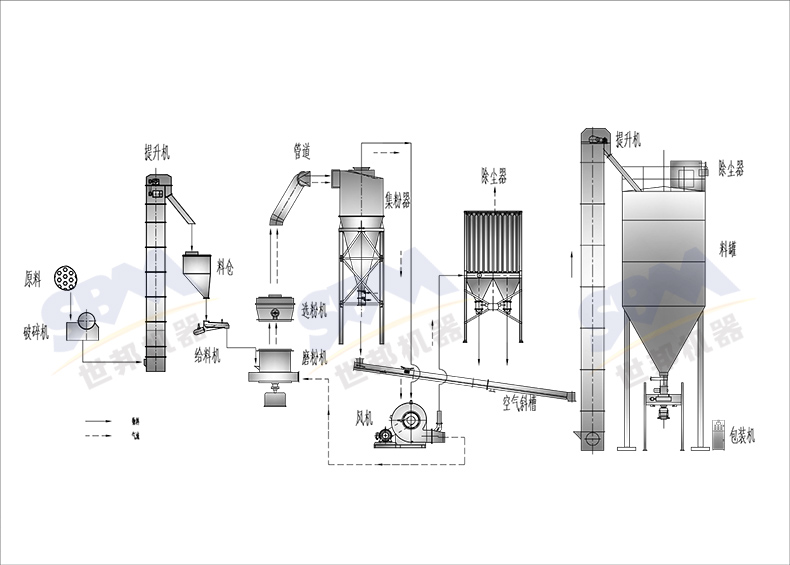 提升机
管道
提升机
除尘器
除尘器
集粉器
料罐
原料
料仓
选粉机
破碎机
给料机
磨粉机
空气斜槽
风机
包装机
物料
气流
SBM
世邦机器
SBM
世邦机器
SBM
世邦机器